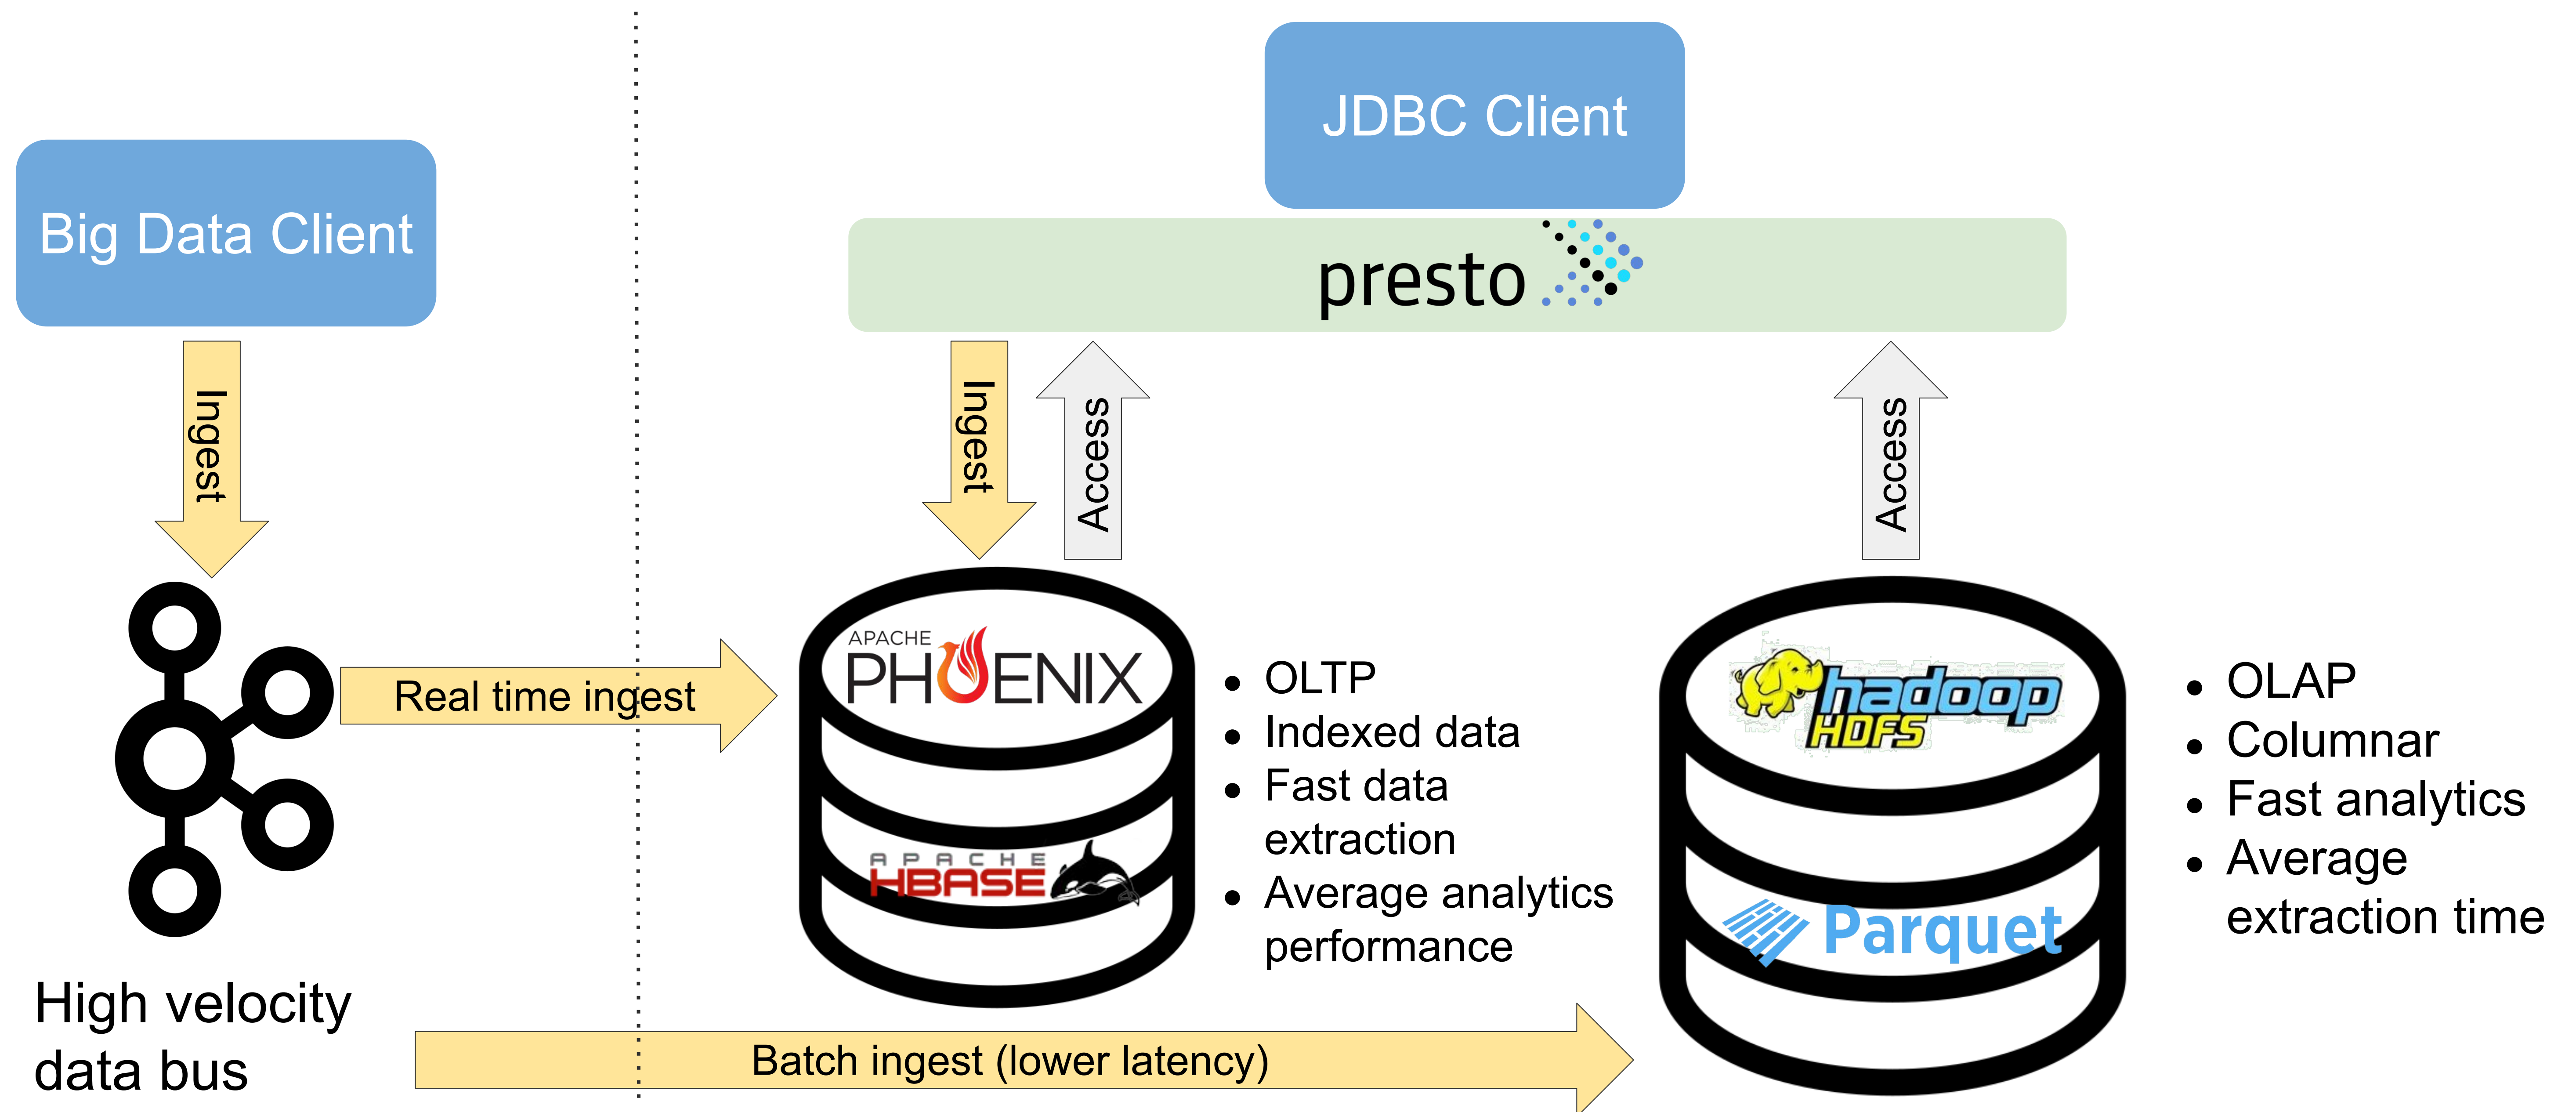 JDBC Client
Big Data Client
presto
Ingest
Ingest
Access
Access
APACHE
PHOENIX
Real time ingest
APACHE
HBASE
OLTP
Indexed data
Fast data
extraction
Average analytics
performance
hadoop
HDFS
Parquet
OLAP
Columnar
Fast analytics
Average
extraction time
High velocity
data bus
Batch ingest (lower latency)